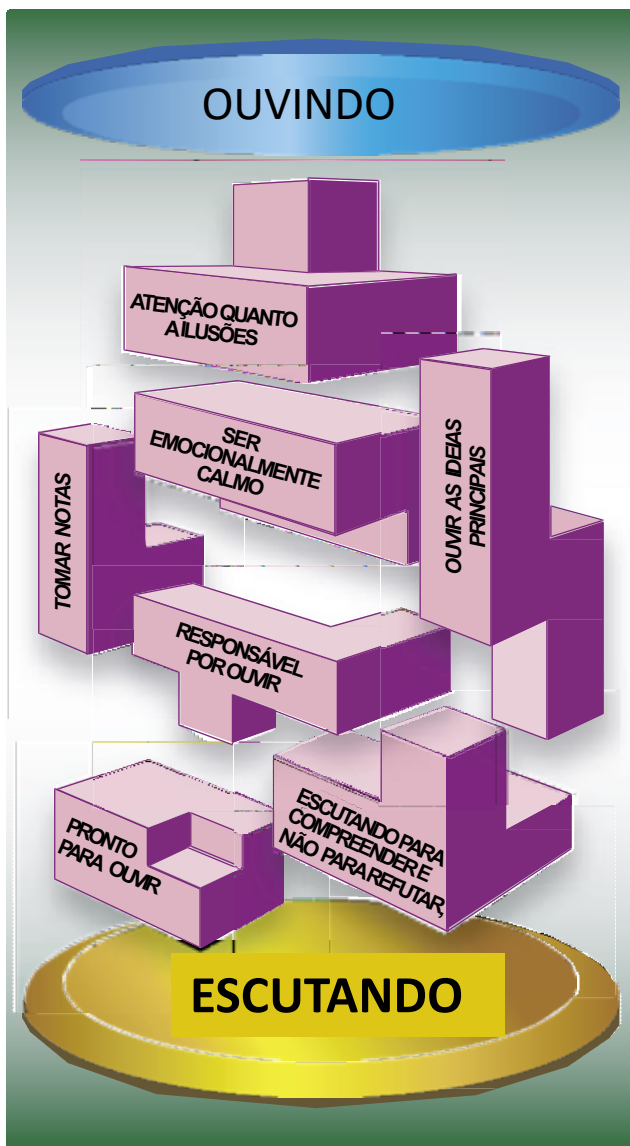 OUVINDO
ATENÇÃO QUANTO
A ILUSÕES
SER
EMOCIONALMENTE
CALMO
OUVIR AS IDEIAS
PRINCIPAIS
TOMAR NOTAS
RESPONSÁVEL
POR OUVIR
PRONTO
PARA OUVIR
ESCUTANDO PARA
COMPREENDER E
NÃO PARA REFUTAR,
ESCUTANDO